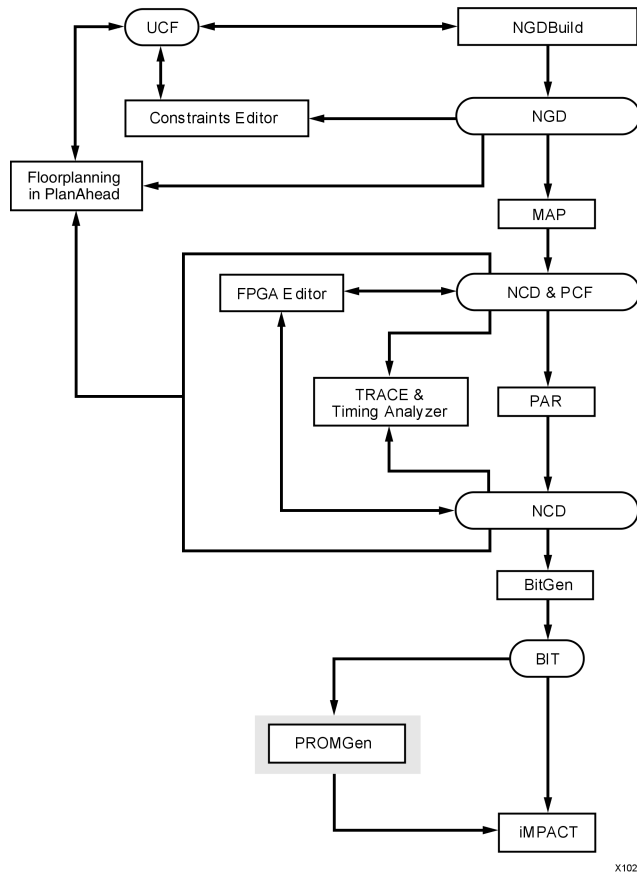 UCF
NGDBuild
Constraints Editor
NGD
Floorplanning
in PlanAhead
MAP
FPGA Editor
NCD & PCF
TRACE &
Timing Analyzer
PAR
NCD
BitGen
BIT
PROMGen
iMPACT
X102